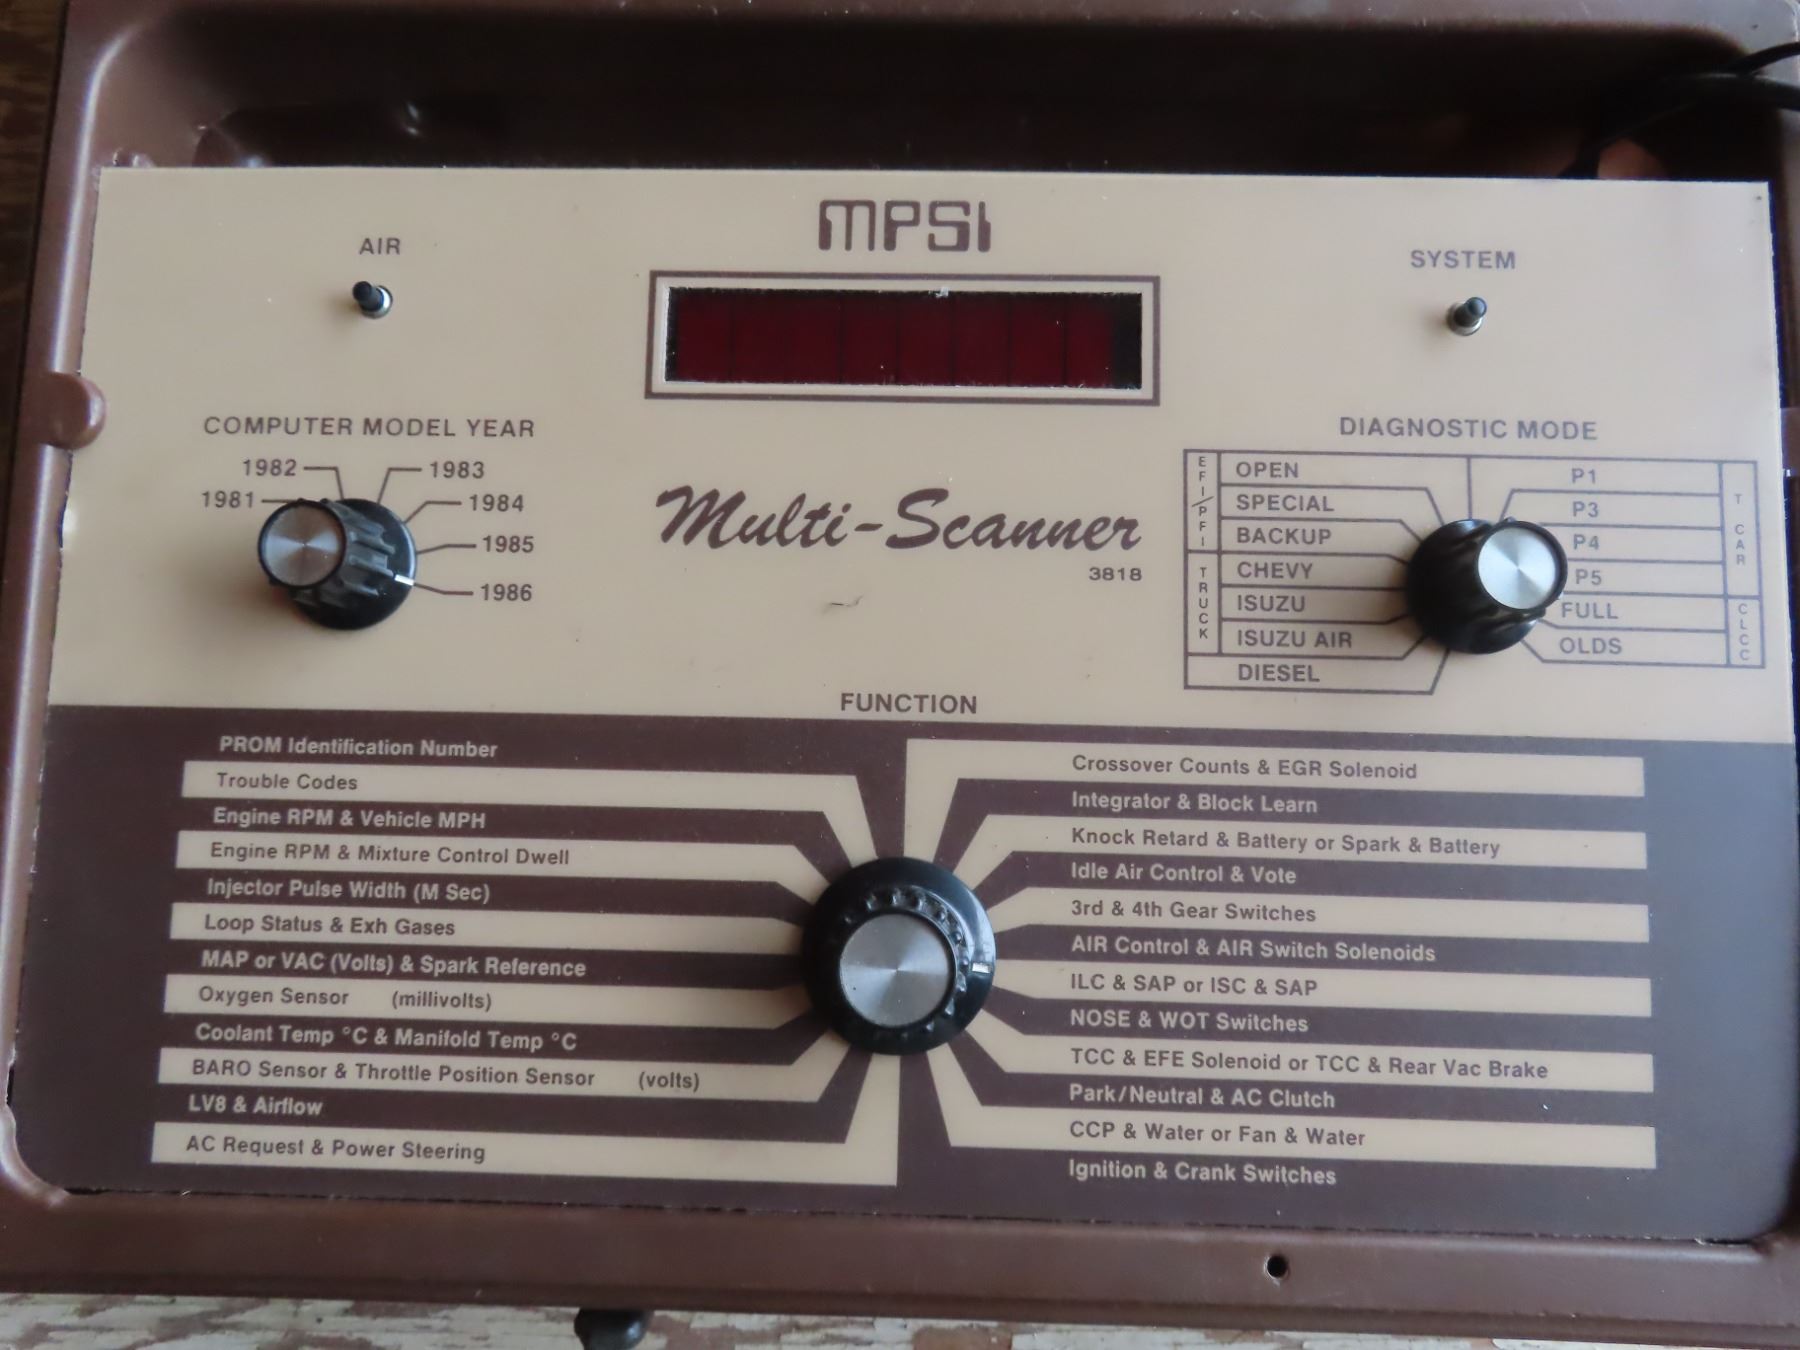 MPSI
AIR
SYSTEM
COMPUTER MODEL YEAR
1982
1983
1981
1984
1985
1986
Multi-Scanner
3818
DIAGNOSTIC MODE
EFI/PFI
OPEN
SPECIAL
BACKUP
TRUCK
CHEVY
ISUZU
ISUZU AIR
DIESEL
P1
P3
P4
P5
T CAR
FULL
OLDS
CLCC
FUNCTION
PROM Identification Number
Trouble Codes
Engine RPM & Vehicle MPH
Engine RPM & Mixture Control Dwell
Injector Pulse Width (M Sec)
Loop Status & Exh Gases
MAP or VAC (Volts) & Spark Reference
Oxygen Sensor (millivolts)
Coolant Temp °C & Manifold Temp °C
BARO Sensor & Throttle Position Sensor (volts)
LV8 & Airflow
AC Request & Power Steering
Crossover Counts & EGR Solenoid
Integrator & Block Learn
Knock Retard & Battery or Spark & Battery
Idle Air Control & Vote
3rd & 4th Gear Switches
AIR Control & AIR Switch Solenoids
ILC & SAP or ISC & SAP
NOSE & WOT Switches
TCC & EFE Solenoid or TCC & Rear Vac Brake
Park/Neutral & AC Clutch
CCP & Water or Fan & Water
Ignition & Crank Switches